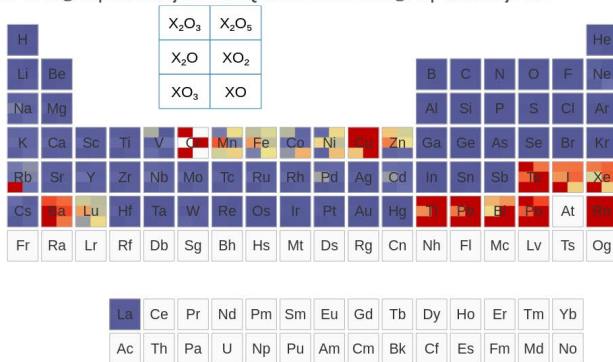 X₂O₃ X₂O₅
X₂O XO₂
XO₃ XO
H He
Li Be B C N O F Ne
Na Mg Al Si P S Cl Ar
K Ca Sc Ti V Cr Mn Fe Co Ni Cu Zn Ga Ge As Se Br Kr
Rb Sr Y Zr Nb Mo Tc Ru Rh Pd Ag Cd In Sn Sb Te I Xe
Cs Ba Lu Hf Ta W Re Os Ir Pt Au Hg Tl Pb Bi Po At Rn
Fr Ra Lr Rf Db Sg Bh Hs Mt Ds Rg Cn Nh Fl Mc Lv Ts Og
La Ce Pr Nd Pm Sm Eu Gd Tb Dy Ho Er Tm Yb
Ac Th Pa U Np Pu Am Cm Bk Cf Es Fm Md No